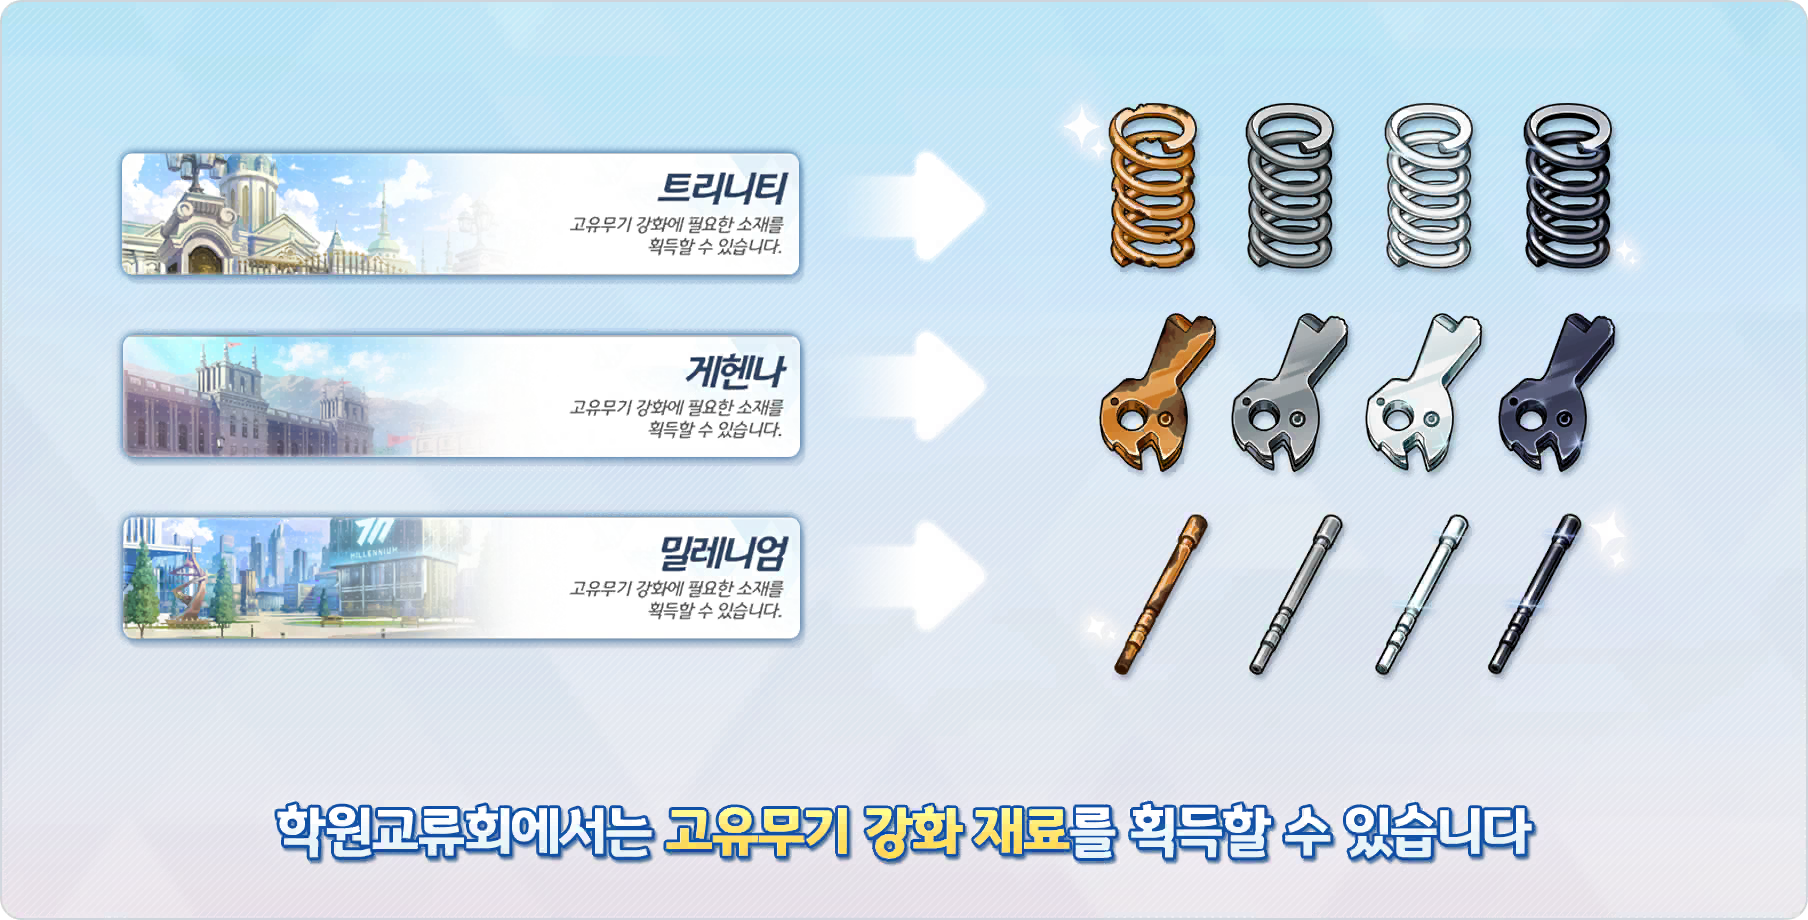 트리니티
고유무기 강화에 필요한 소재를
획득할 수 있습니다.
게헨나
고유무기 강화에 필요한 소재를
획득할 수 있습니다.
MILLENNIUM
밀레니엄
고유무기 강화에 필요한 소재를
획득할 수 있습니다.
학원교류회에서는 고유무기 강화 재료를 획득할 수 있습니다